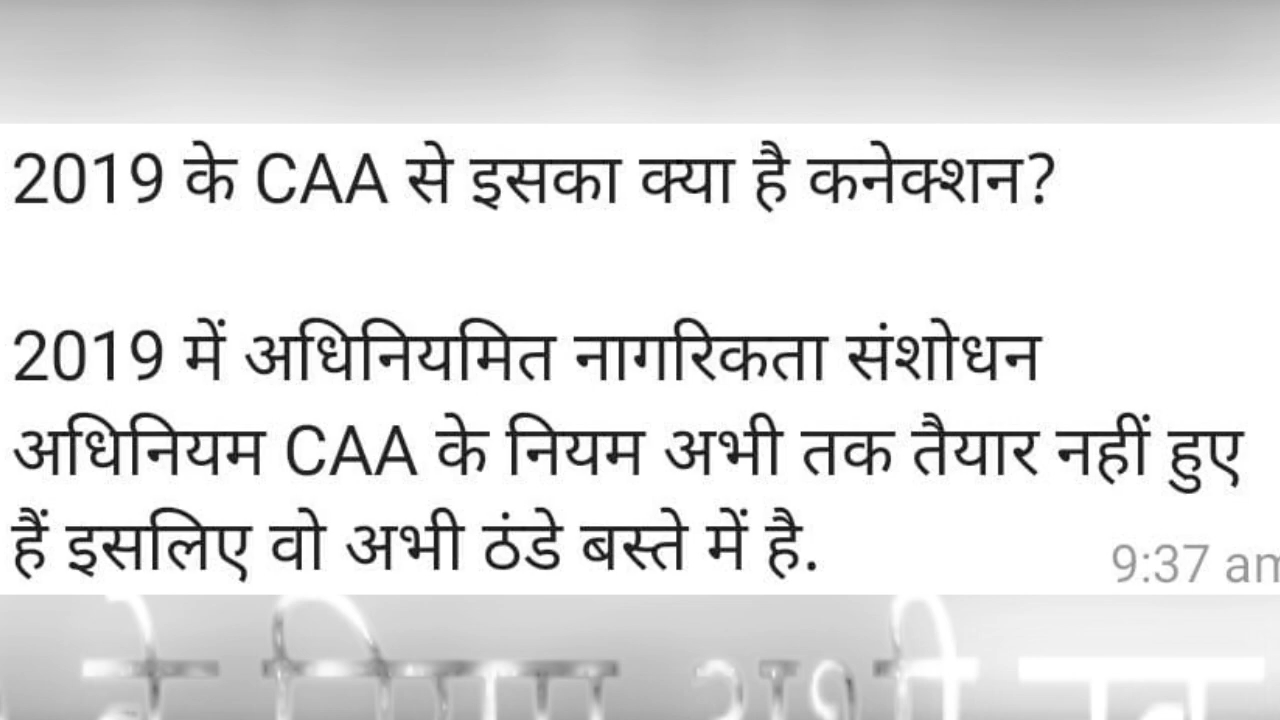 2019 के CAA से इसका क्या है कनेक्शन?
2019 में अधिनियमित नागरिकता संशोधन
अधिनियम CAA के नियम अभी तक तैयार नहीं हुए
हैं इसलिए वो अभी ठंडे बस्ते में है.
9:37 am